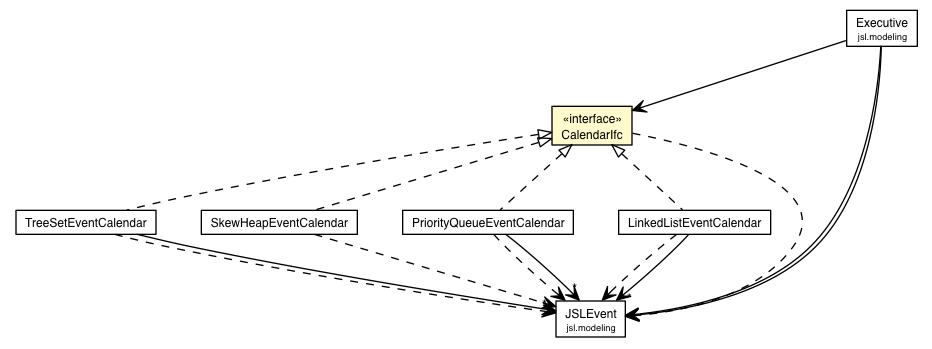 Executive
jsl.modeling
«interface»
CalendarIfc
TreeSetEventCalendar
SkewHeapEventCalendar
PriorityQueueEventCalendar
LinkedListEventCalendar
JSLEvent
jsl.modeling